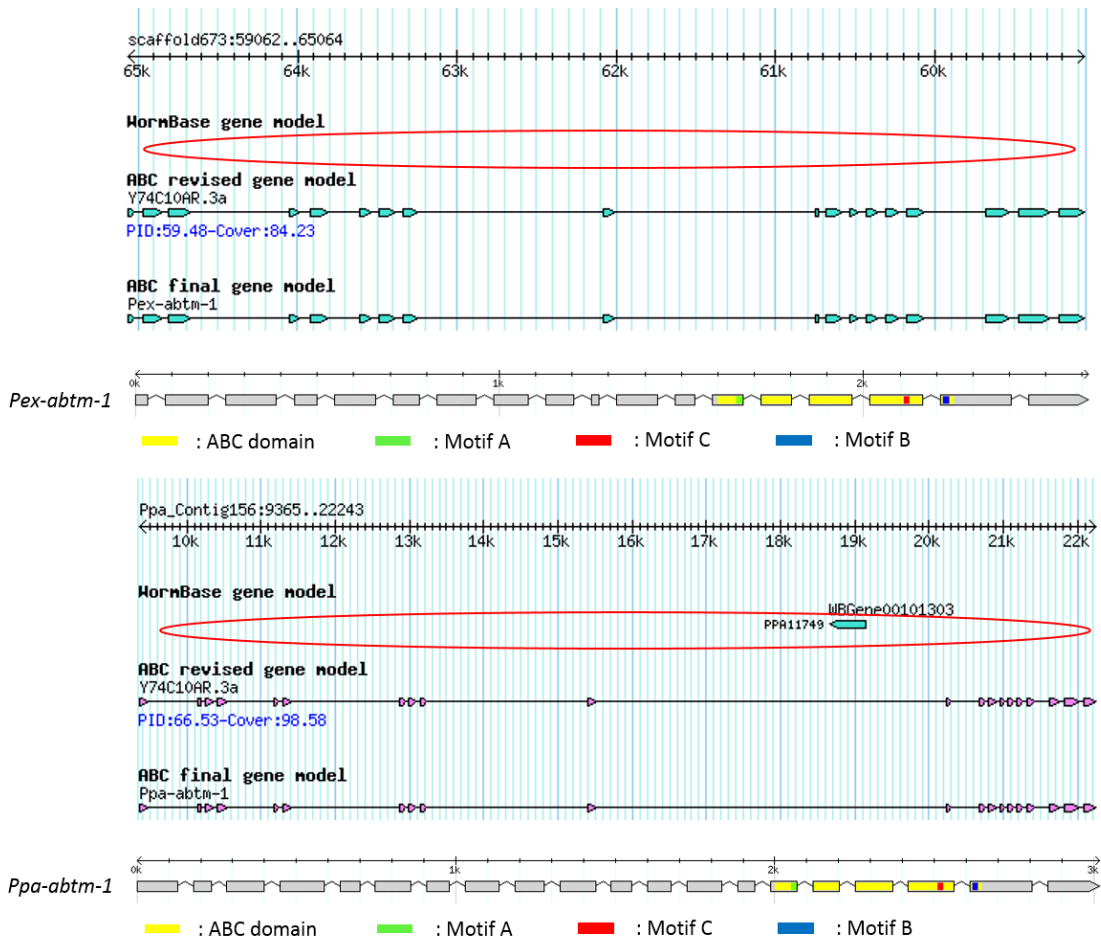 scaffold673:59062..65064
65k 64k 63k 62k 61k 60k
WormBase gene model
ABC revised gene model
Y74C10AR.3a
PID:59.48-Cover:84.23
ABC final gene model
Pex-abtm-1
0k 1k 2k
Pex-abtm-1
: ABC domain : Motif A : Motif C : Motif B
Ppa_Contig156:9365..22243
10k 11k 12k 13k 14k 15k 16k 17k 18k 19k 20k 21k 22k
WormBase gene model
WBGene00101303
PPA11749
ABC revised gene model
Y74C10AR.3a
PID:66.53-Cover:98.58
ABC final gene model
Ppa-abtm-1
0k 1k 2k 3k
Ppa-abtm-1
: ABC domain : Motif A : Motif C : Motif B